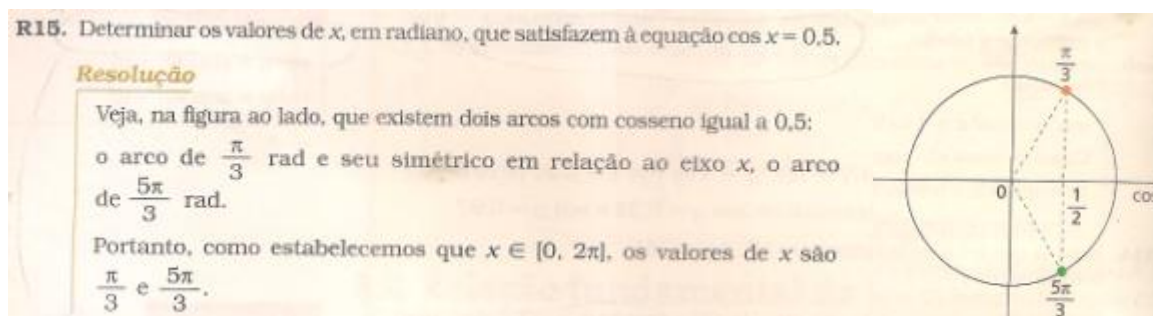 R15. Determinar os valores de x, em radiano, que satisfazem à equação cos x = 0,5.
Resolução
Veja, na figura ao lado, que existem dois arcos com cosseno igual a 0,5:
o arco de π/3 rad e seu simétrico em relação ao eixo x, o arco
de 5π/3 rad.
Portanto, como estabelecemos que x ∈ [0, 2π], os valores de x são
π/3 e 5π/3.
π/3
0
1/2
cos
5π/3